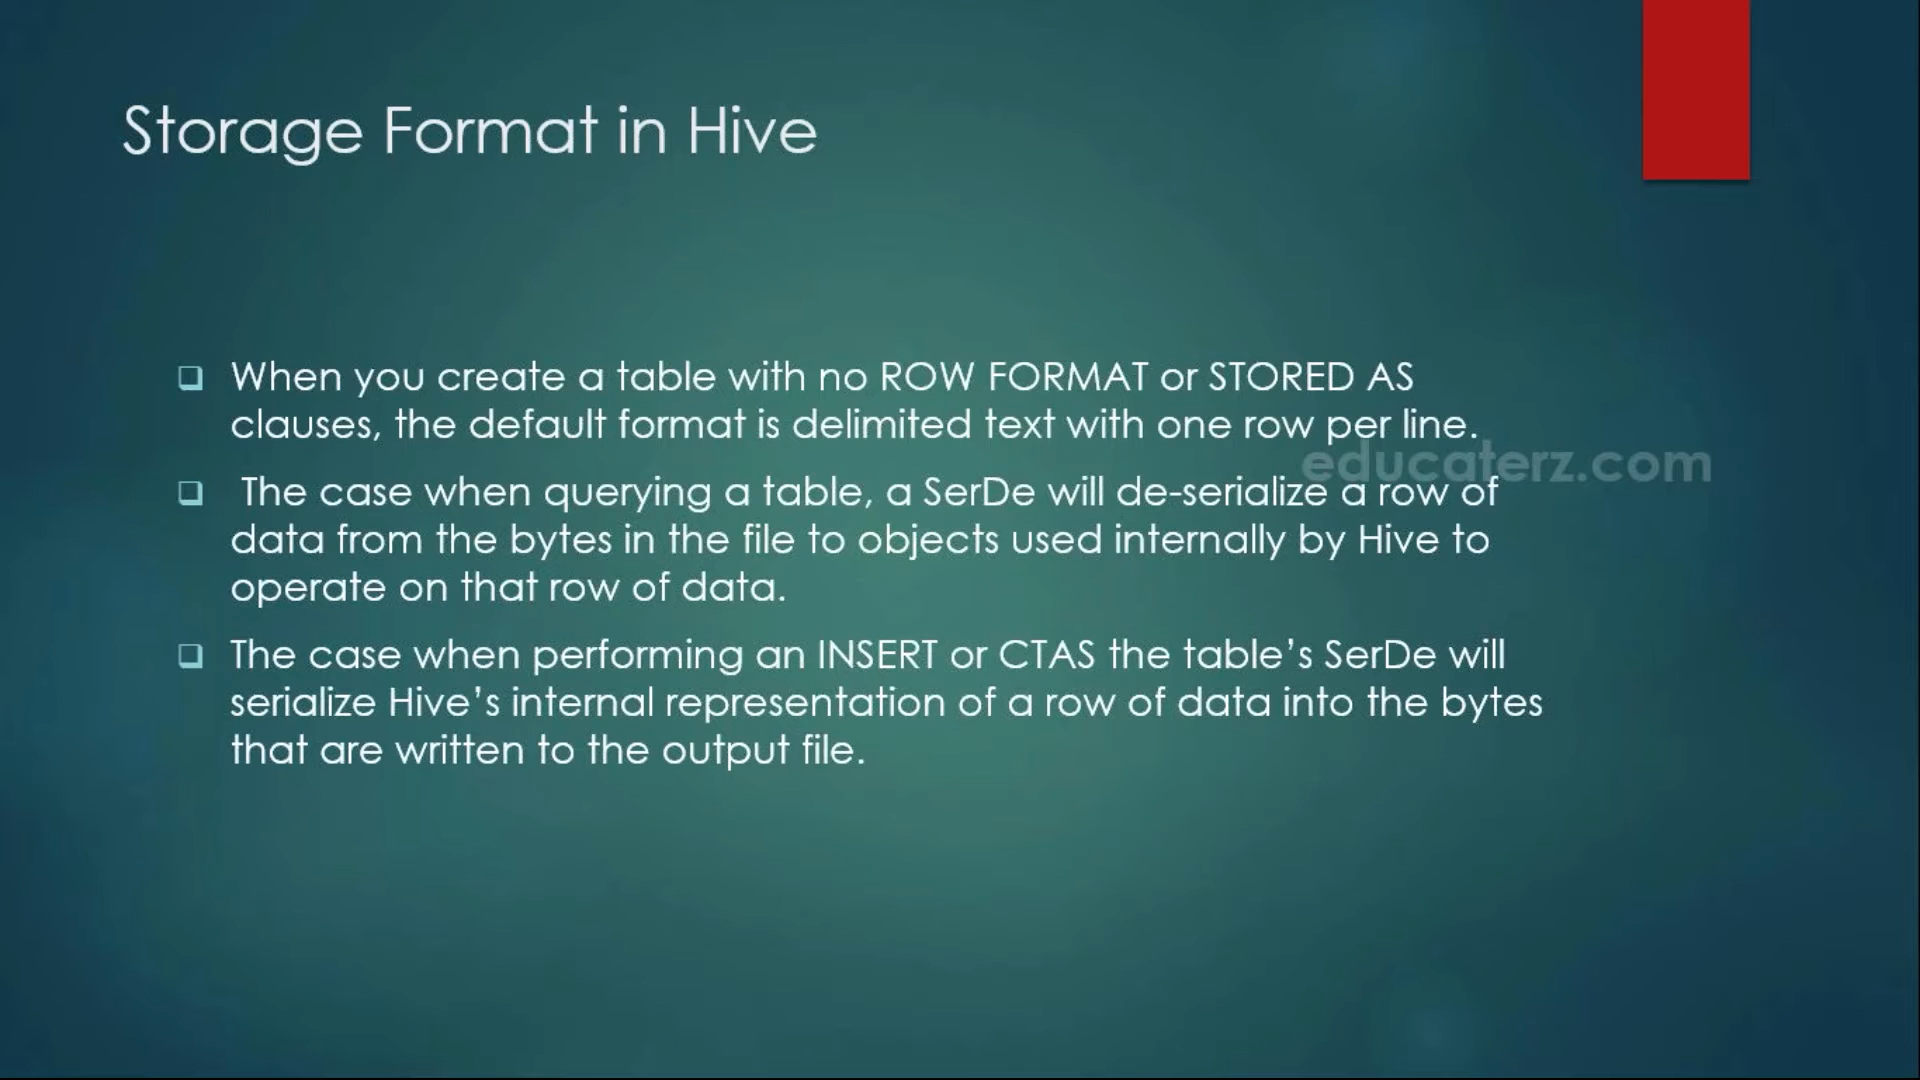 Storage Format in Hive
When you create a table with no ROW FORMAT or STORED AS
clauses, the default format is delimited text with one row per line.
educaterz.com
The case when querying a table, a SerDe will de-serialize a row of
data from the bytes in the file to objects used internally by Hive to
operate on that row of data.
The case when performing an INSERT or CTAS the table's SerDe will
serialize Hive's internal representation of a row of data into the bytes
that are written to the output file.